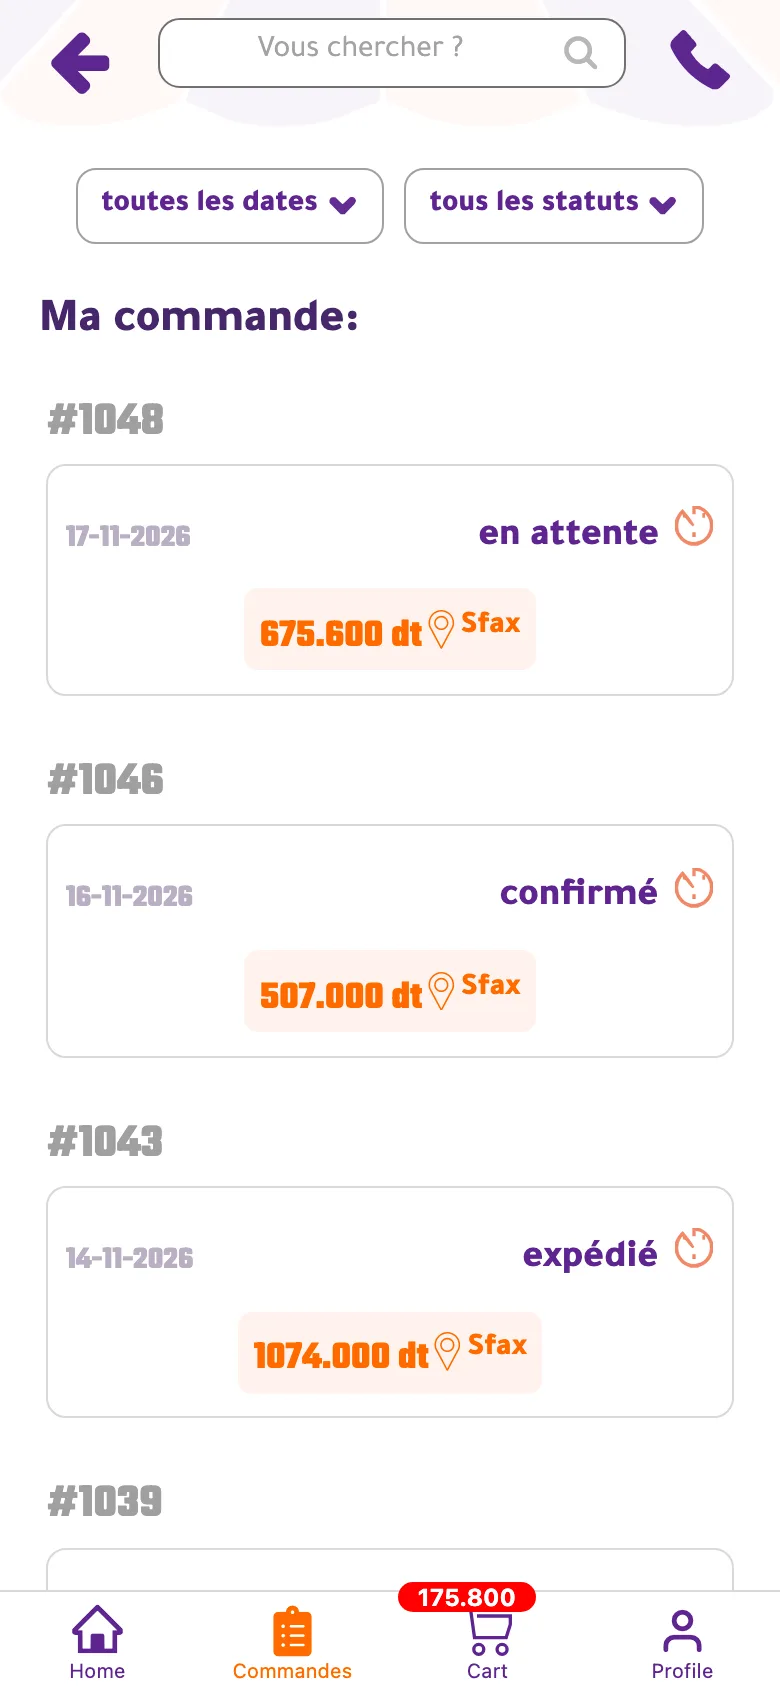 Vous chercher ?
toutes les dates
tous les statuts
Ma commande:
#1048
17-11-2026
en attente
675.600 dt
Sfax
#1046
16-11-2026
confirmé
507.000 dt
Sfax
#1043
14-11-2026
expédié
1074.000 dt
Sfax
#1039
175.800
Home
Commandes
Cart
Profile